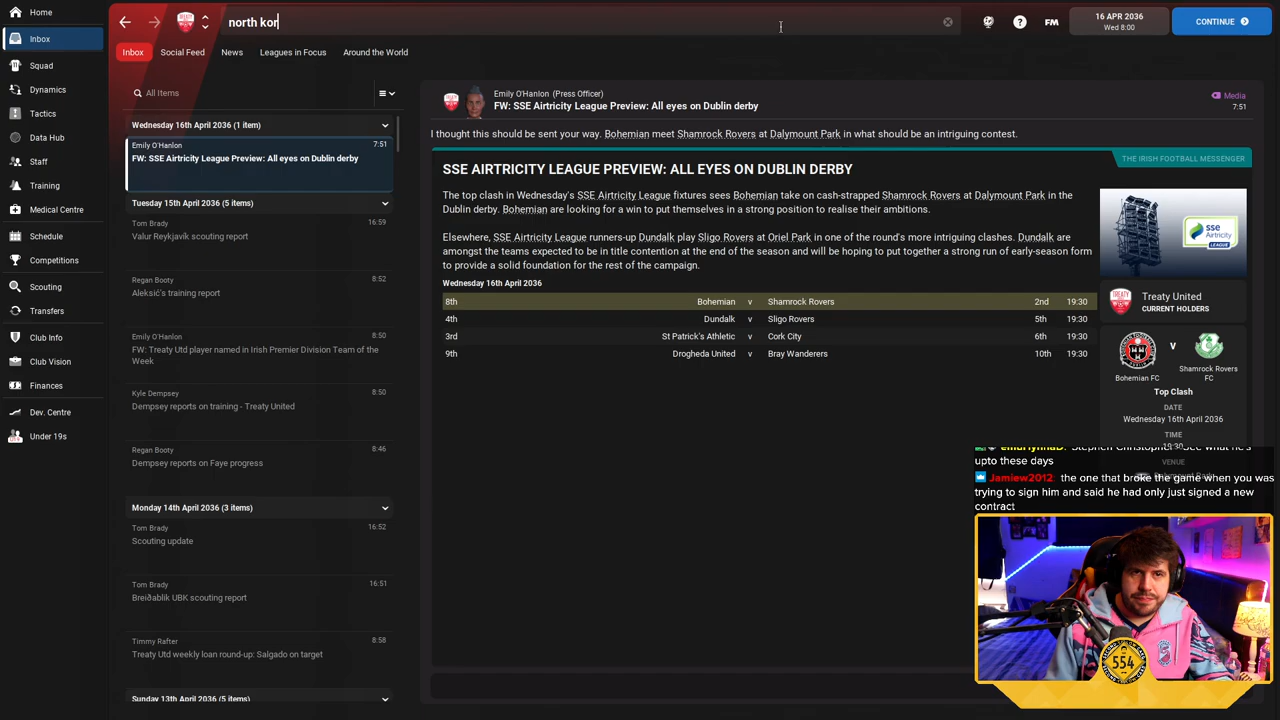 Home
Inbox
Squad
Dynamics
Tactics
Data Hub
Staff
Training
Medical Centre
Schedule
Competitions
Scouting
Transfers
Club Info
Club Vision
Finances
Dev. Centre
Under 19s
north kor
16 APR 2036
Wed 8:00
FM
CONTINUE
Inbox
Social Feed
News
Leagues in Focus
Around the World
All Items
Wednesday 16th April 2036 (1 item)
Emily O'Hanlon 7:51
FW: SSE Airtricity League Preview: All eyes on Dublin derby
Tuesday 15th April 2036 (5 items)
Tom Brady 16:59
Valur Reykjavík scouting report
Regan Booty 8:52
Aleksić's training report
Emily O'Hanlon 8:50
FW: Treaty Utd player named in Irish Premier Division Team of the
Week
Kyle Dempsey 8:50
Dempsey reports on training - Treaty United
Regan Booty 8:46
Dempsey reports on Faye progress
Monday 14th April 2036 (3 items)
Tom Brady 16:52
Scouting update
Tom Brady 16:51
Breiðablik UBK scouting report
Timmy Rafter 8:58
Treaty Utd weekly loan round-up: Salgado on target
Sunday 13th April 2036 (5 items)
Emily O'Hanlon (Press Officer)
FW: SSE Airtricity League Preview: All eyes on Dublin derby
Media
7:51
I thought this should be sent your way. Bohemian meet Shamrock Rovers at Dalymount Park in what should be an intriguing contest.
THE IRISH FOOTBALL MESSENGER
SSE AIRTRICITY LEAGUE PREVIEW: ALL EYES ON DUBLIN DERBY
The top clash in Wednesday's SSE Airtricity League fixtures sees Bohemian take on cash-strapped Shamrock Rovers at Dalymount Park in the
Dublin derby. Bohemian are looking for a win to put themselves in a strong position to realise their ambitions.
Elsewhere, SSE Airtricity League runners-up Dundalk play Sligo Rovers at Oriel Park in one of the round's more intriguing clashes. Dundalk are
amongst the teams expected to be in title contention at the end of the season and will be hoping to put together a strong run of early-season form
to provide a solid foundation for the rest of the campaign.
Wednesday 16th April 2036
8th Bohemian v Shamrock Rovers 2nd 19:30
4th Dundalk v Sligo Rovers 5th 19:30
3rd St Patrick's Athletic v Cork City 6th 19:30
9th Drogheda United v Bray Wanderers 10th 19:30
sse
Airtricity
LEAGUE
Treaty United
CURRENT HOLDERS
V
Bohemian FC
Shamrock Rovers
FC
Top Clash
DATE
Wednesday 16th April 2036
TIME
19:30
VENUE
Stephen Christopher see what he's
upto these days
Jamiew2012 the one that broke the game when you was
trying to sign him and said he had only just signed a new
contract
554